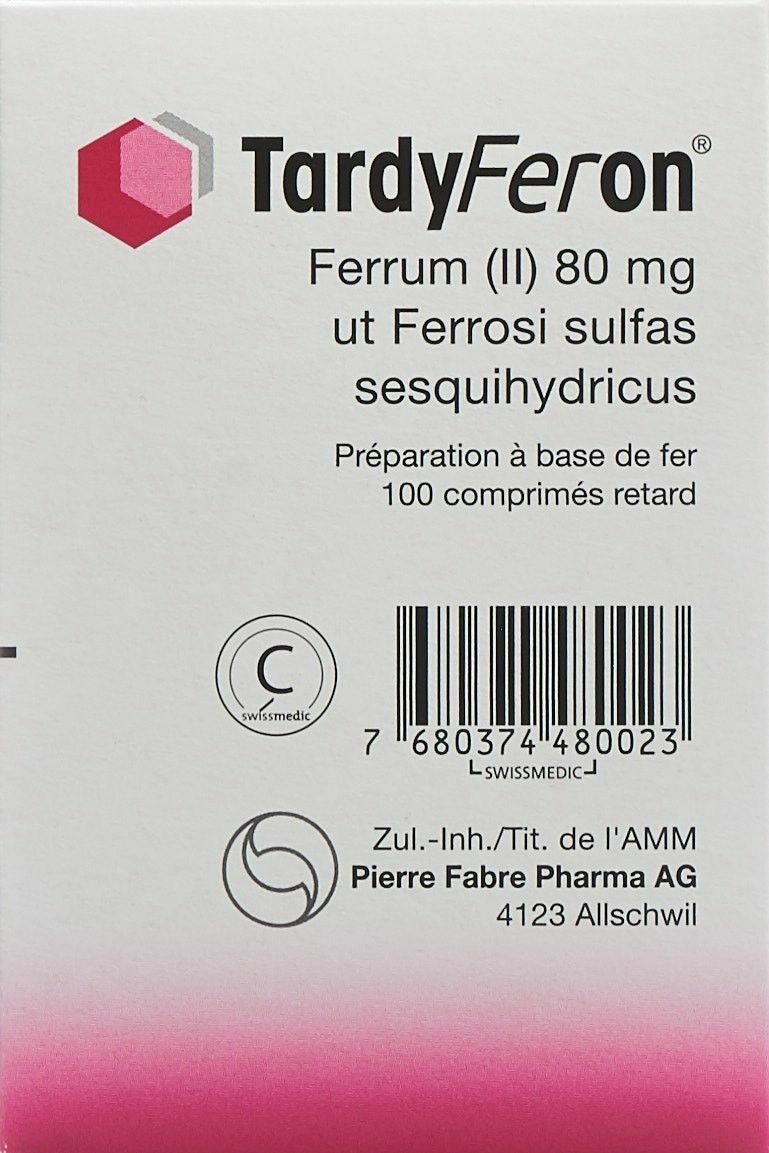 TardyFeron®
Ferrum (II) 80 mg
ut Ferrosi sulfas
sesquihydricus
Préparation à base de fer
100 comprimés retard
C
swissmedic
7 680374 480023
SWISSMEDIC
Zul.-Inh./Tit. de l'AMM
Pierre Fabre Pharma AG
4123 Allschwil